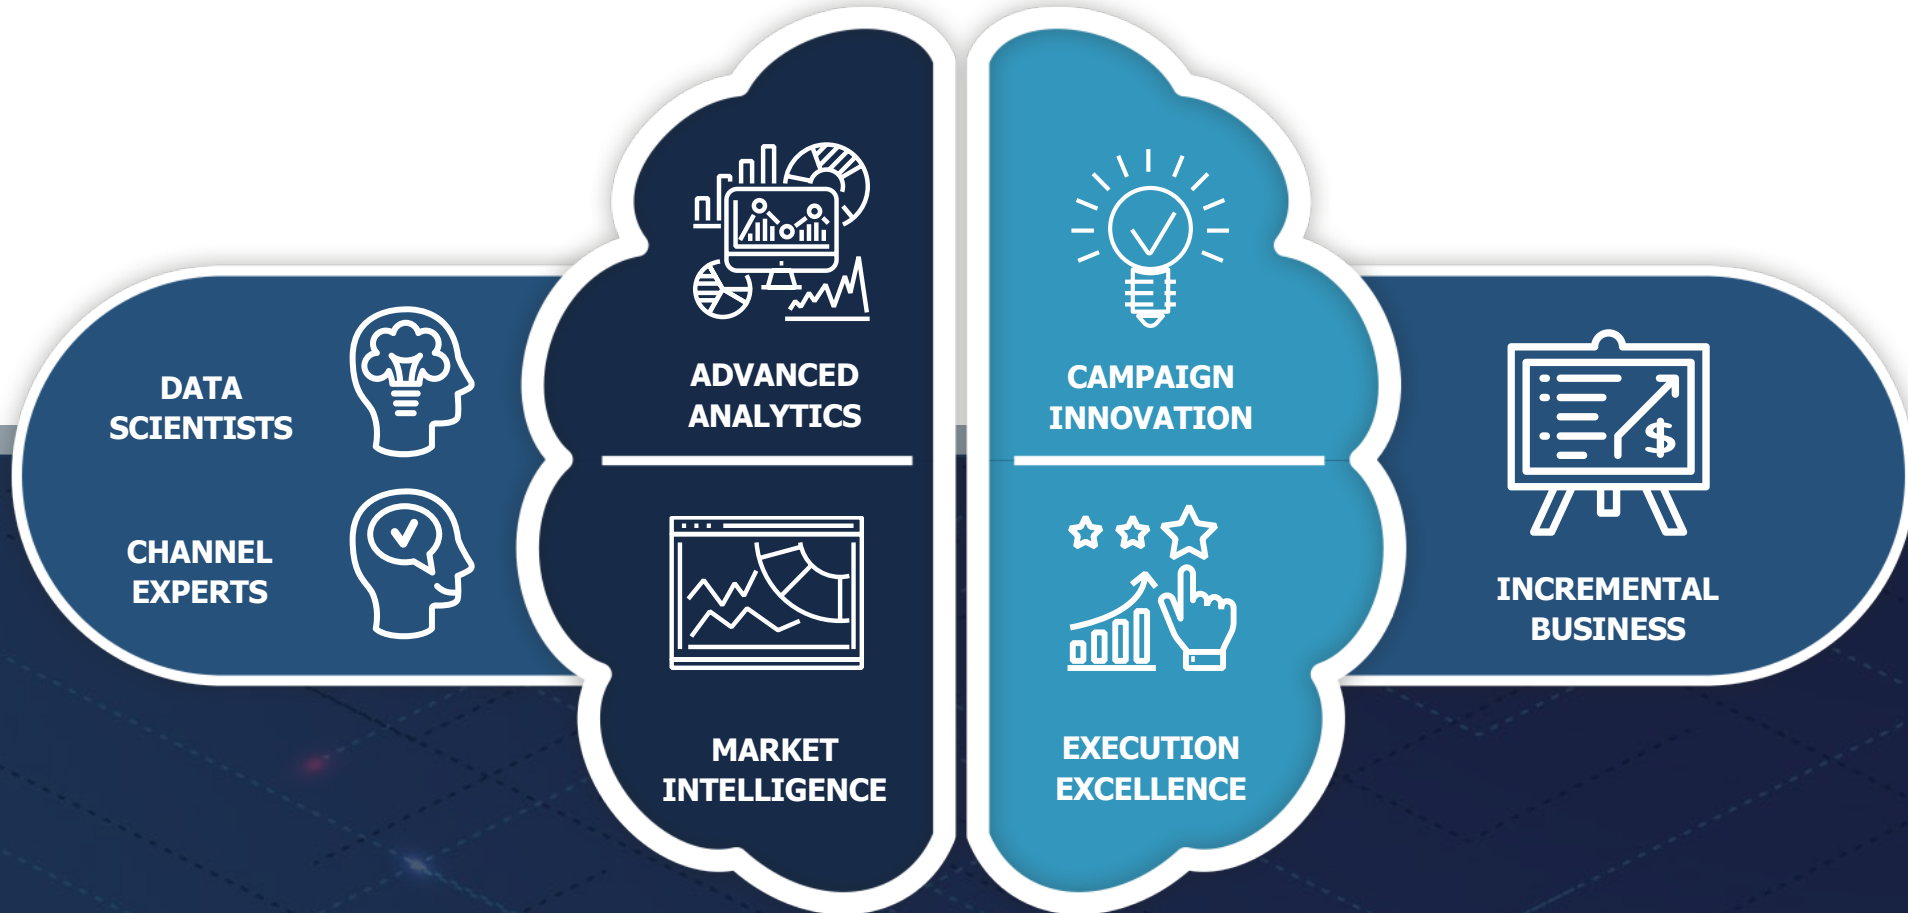 DATA
SCIENTISTS
CHANNEL
EXPERTS
ADVANCED
ANALYTICS
MARKET
INTELLIGENCE
CAMPAIGN
INNOVATION
EXECUTION
EXCELLENCE
$
INCREMENTAL
BUSINESS